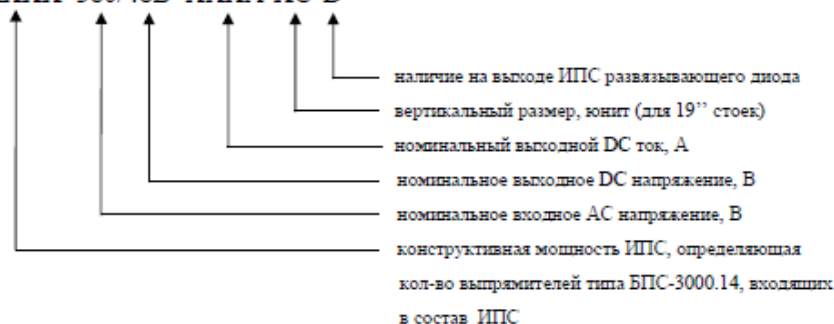 наличие на выходе ИПС развязывающего диода
вертикальный размер, юнит (для 19’’ стоек)
номинальный выходной DC ток, А
номинальное выходное DC напряжение, В
номинальное входное АС напряжение, В
конструктивная мощность ИПС, определяющая
кол-во выпрямителей типа БПС-3000.14, входящих
в состав ИПС